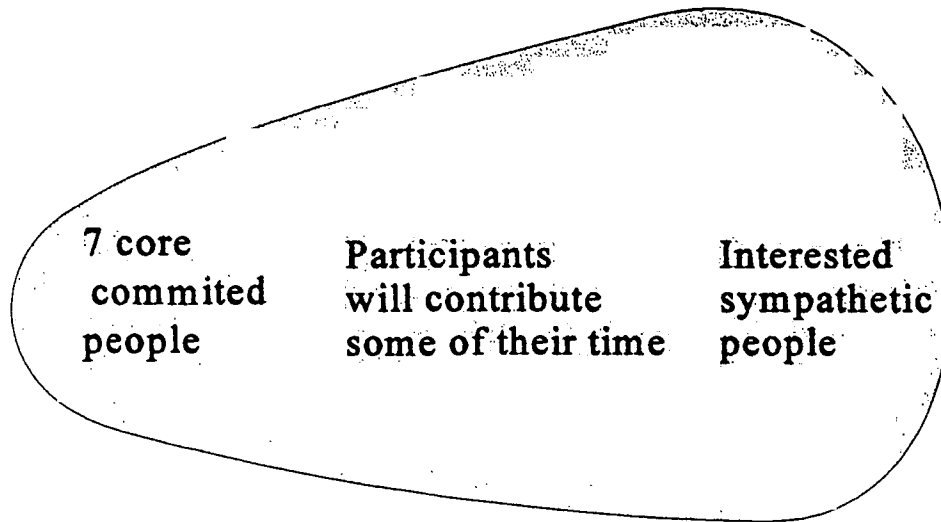 7 core
commited
people
Participants
will contribute
some of their time
Interested
sympathetic
people